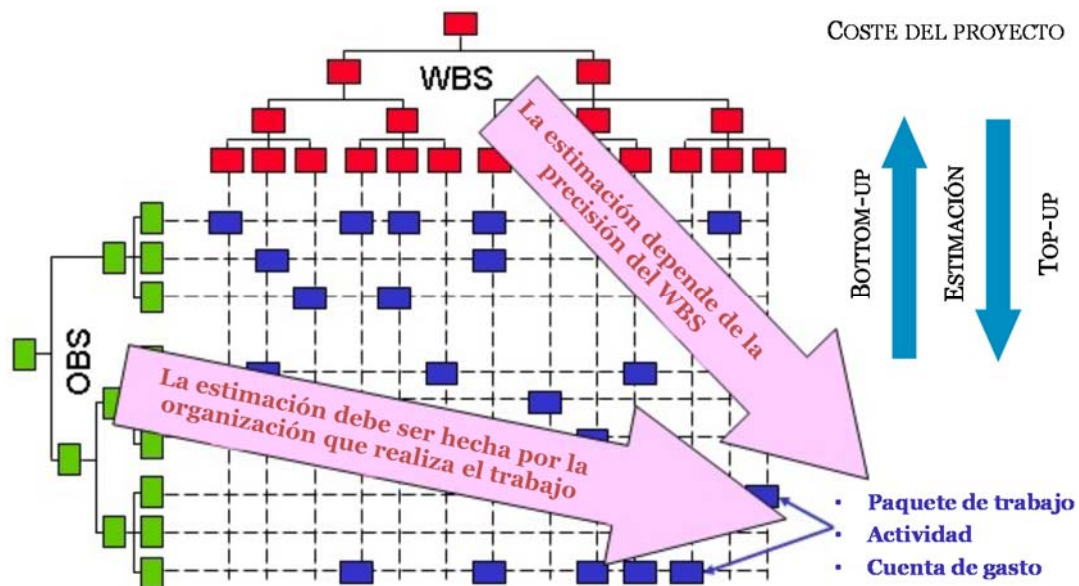 COSTE DEL PROYECTO
WBS
La estimación depende de la
precisión del WBS
BOTTOM-UP
ESTIMACIÓN
TOP-UP
OBS
La estimación debe ser hecha por la
organización que realiza el trabajo
▪ Paquete de trabajo
▪ Actividad
▪ Cuenta de gasto